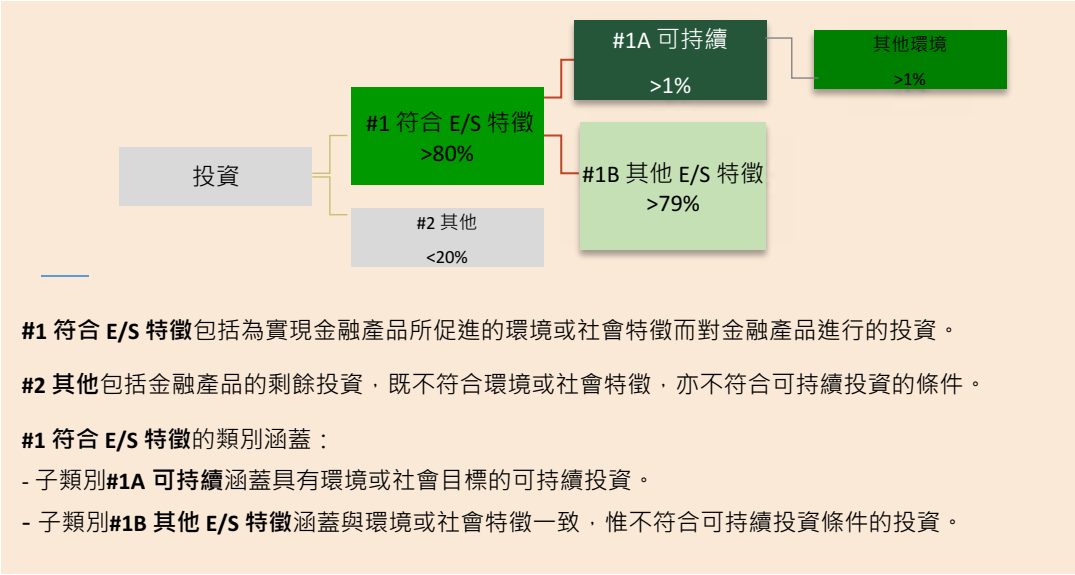 #1A 可持續
>1%
其他環境
>1%
#1 符合 E/S 特徵
>80%
投資
#1B 其他 E/S 特徵
>79%
#2 其他
<20%
#1 符合 E/S 特徵包括為實現金融產品所促進的環境或社會特徵而對金融產品進行的投資。
#2 其他包括金融產品的剩餘投資，既不符合環境或社會特徵，亦不符合可持續投資的條件。
#1 符合 E/S 特徵的類別涵蓋：
- 子類別#1A 可持續涵蓋具有環境或社會目標的可持續投資。
- 子類別#1B 其他 E/S 特徵涵蓋與環境或社會特徵一致，惟不符合可持續投資條件的投資。